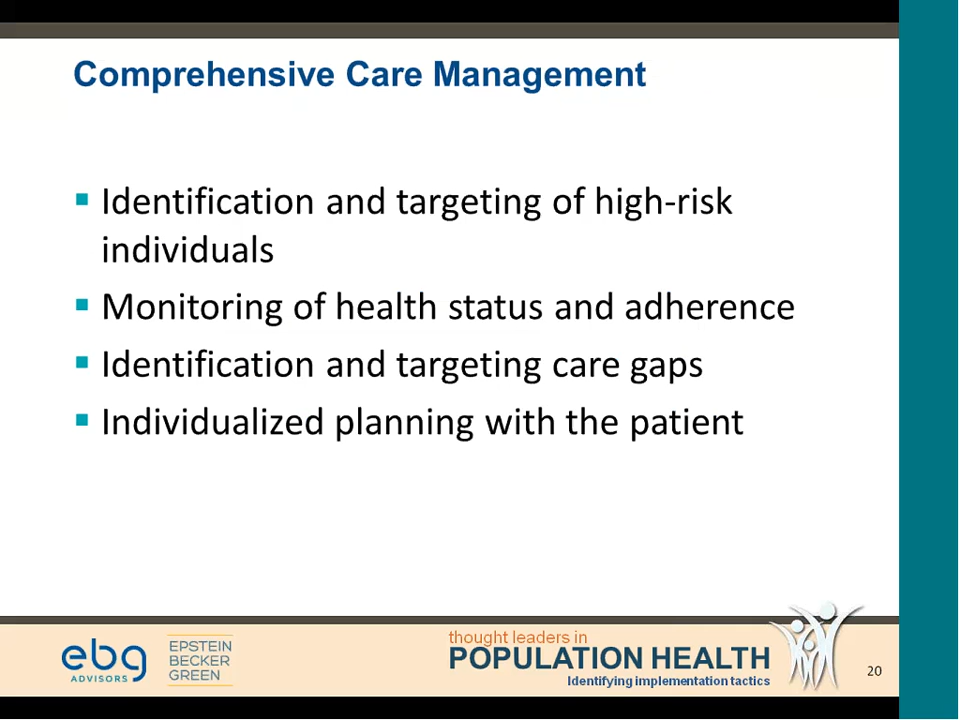 Comprehensive Care Management
Identification and targeting of high-risk
individuals
Monitoring of health status and adherence
Identification and targeting care gaps
Individualized planning with the patient
ebg
ADVISORS
EPSTEIN
BECKER
GREEN
thought leaders in
POPULATION HEALTH
Identifying implementation tactics
20